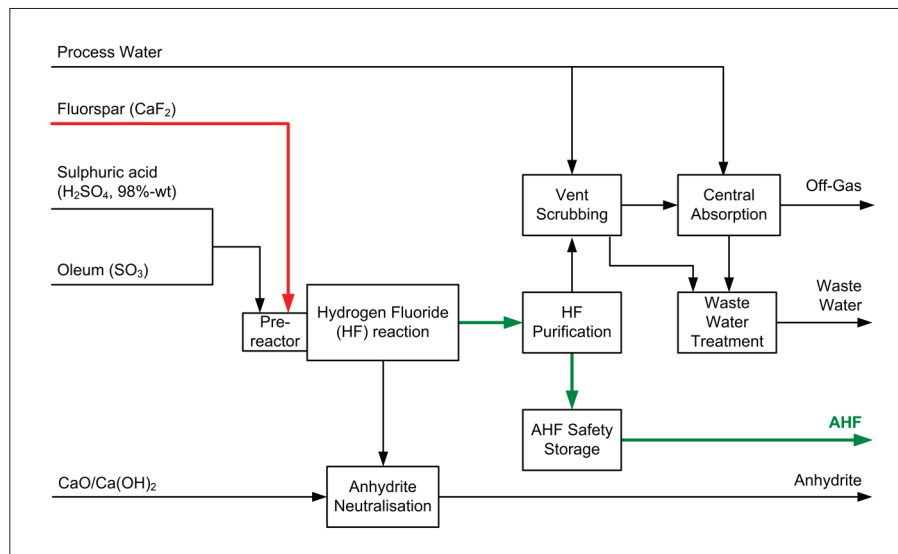 Process Water
Fluorspar (CaF₂)
Sulphuric acid
(H₂SO₄, 98%-wt)
Oleum (SO₃)
Pre-
reactor
Hydrogen Fluoride
(HF) reaction
Vent
Scrubbing
Central
Absorption
Off-Gas
HF
Purification
Waste
Water
Treatment
Waste
Water
AHF Safety
Storage
AHF
CaO/Ca(OH)₂
Anhydrite
Neutralisation
Anhydrite